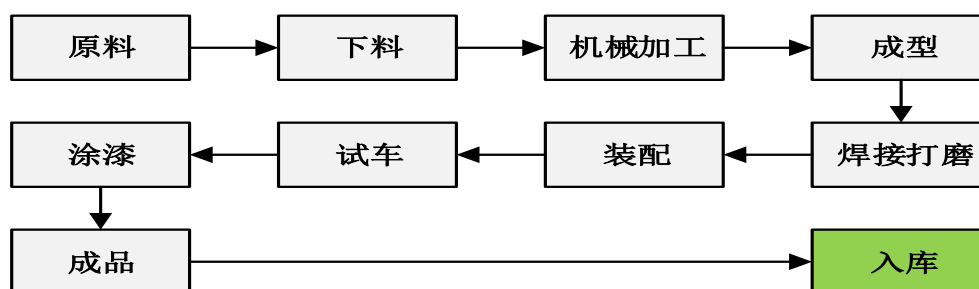 原料
下料
机械加工
成型
焊接打磨
装配
试车
涂漆
成品
入库